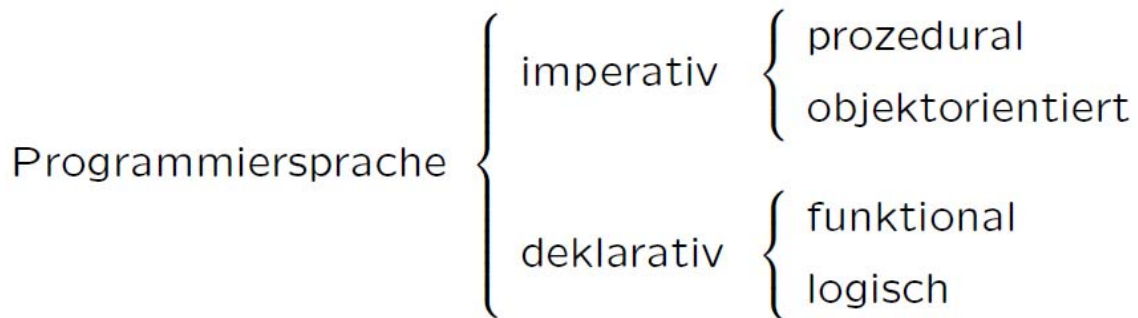 Programmiersprache
imperativ
prozedural
objektorientiert
deklarativ
funktional
logisch